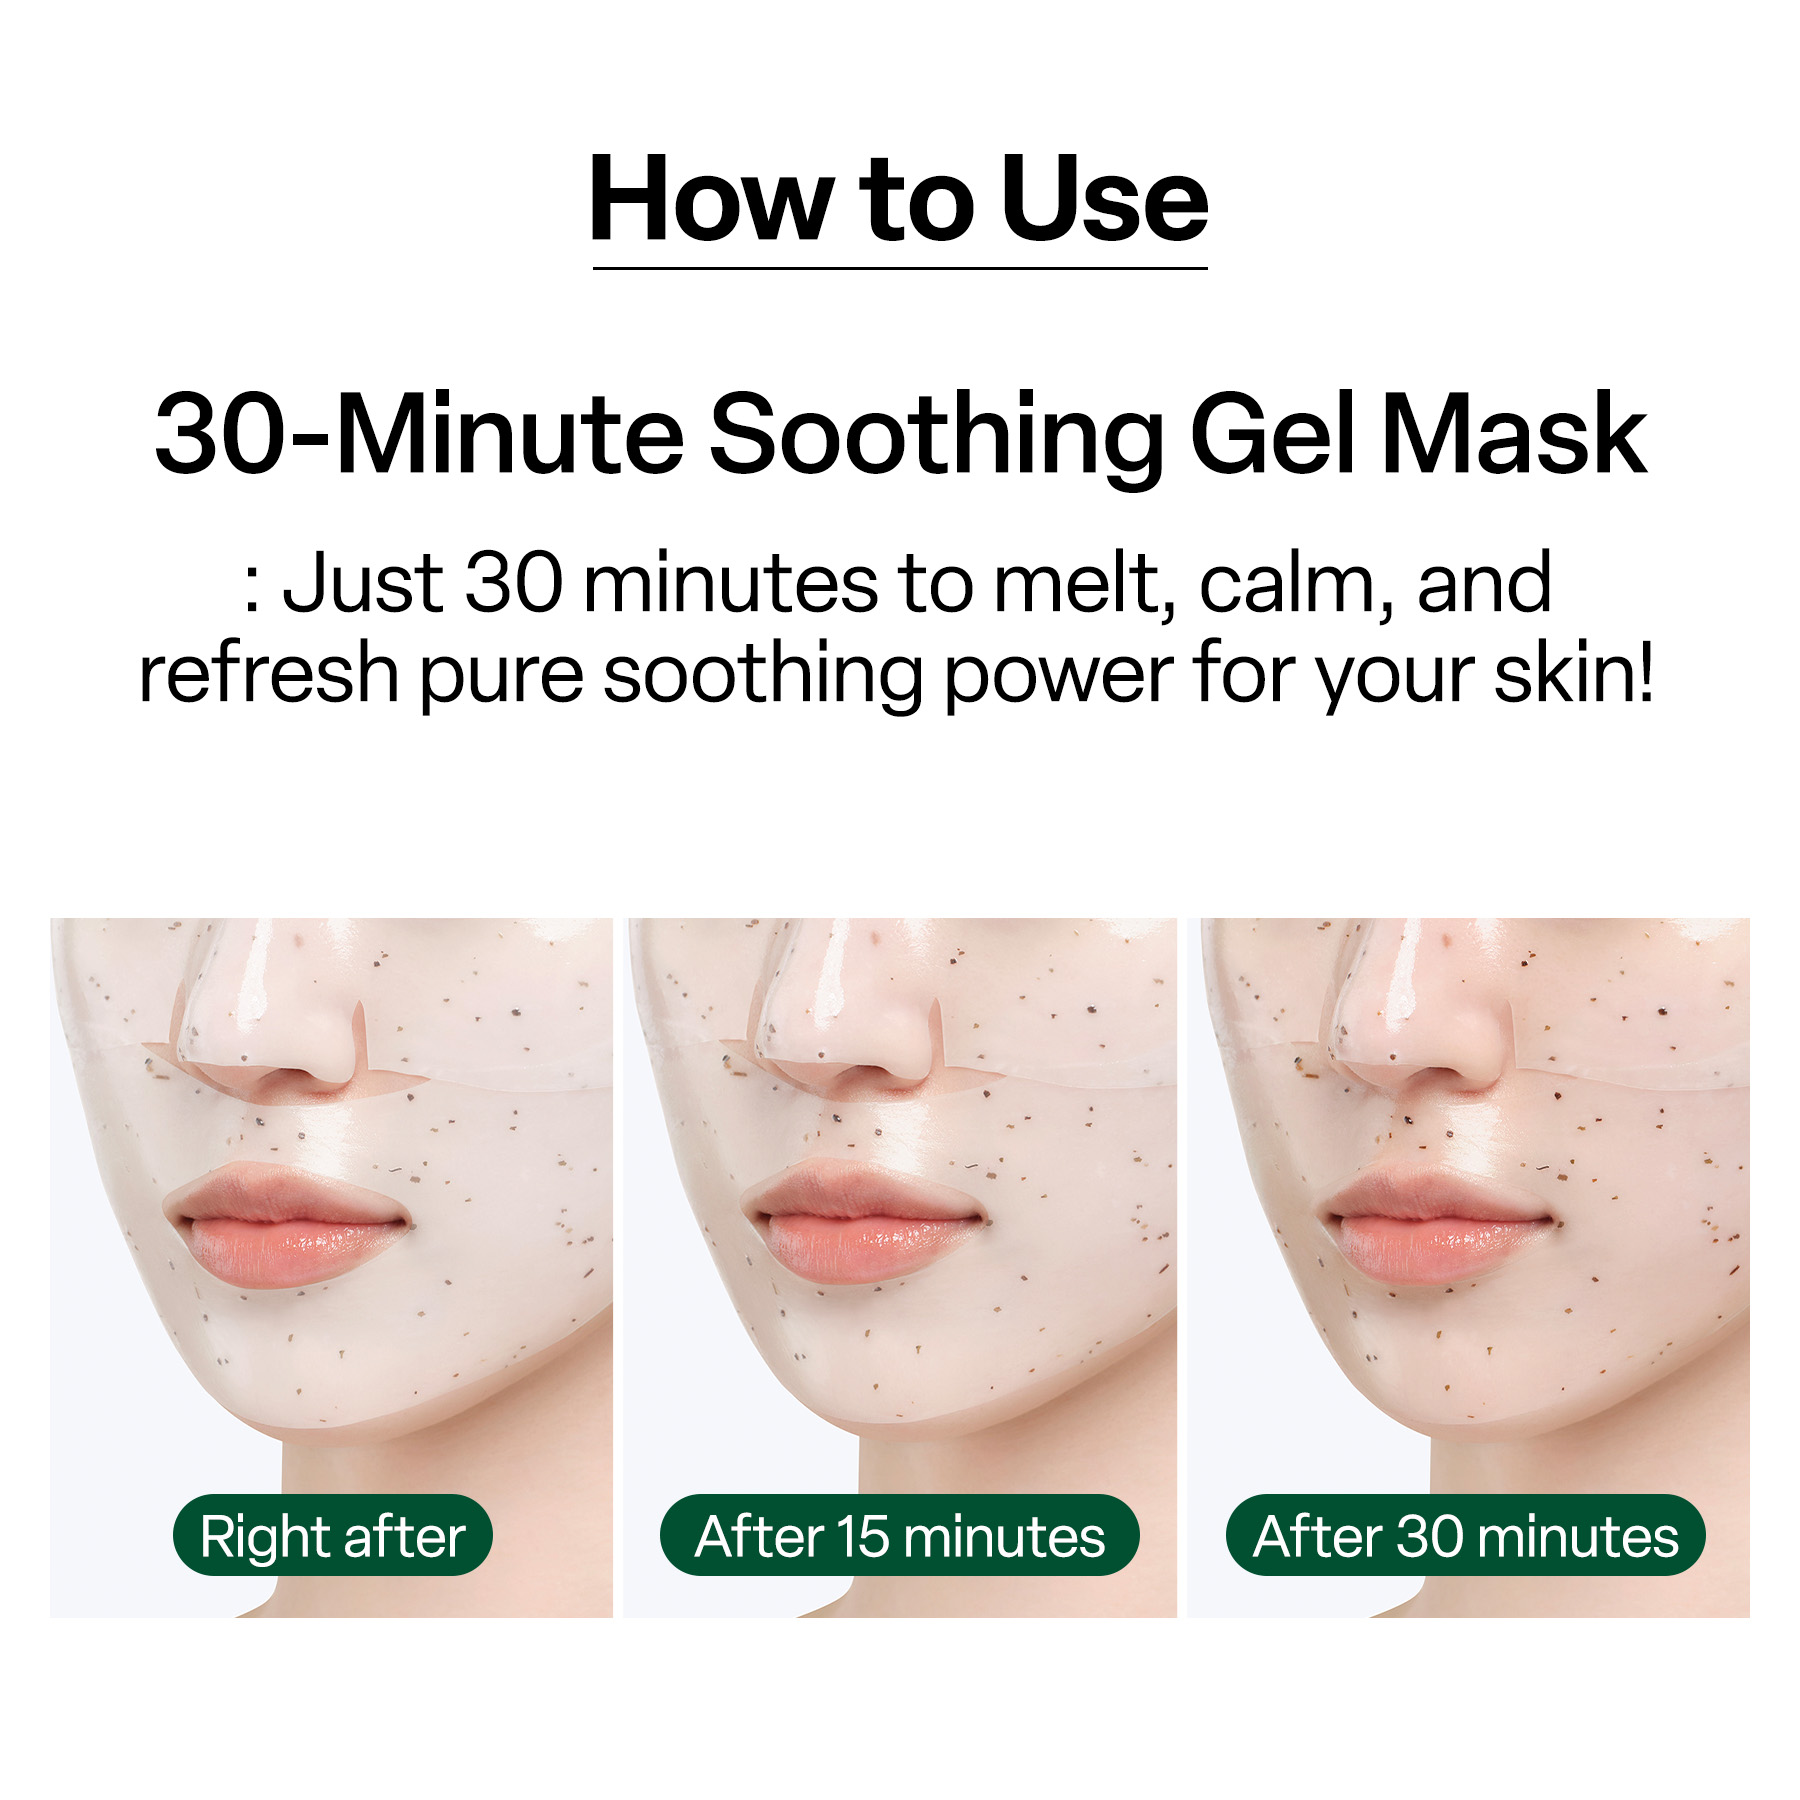 How to Use
30-Minute Soothing Gel Mask
: Just 30 minutes to melt, calm, and
refresh pure soothing power for your skin!
Right after
After 15 minutes
After 30 minutes